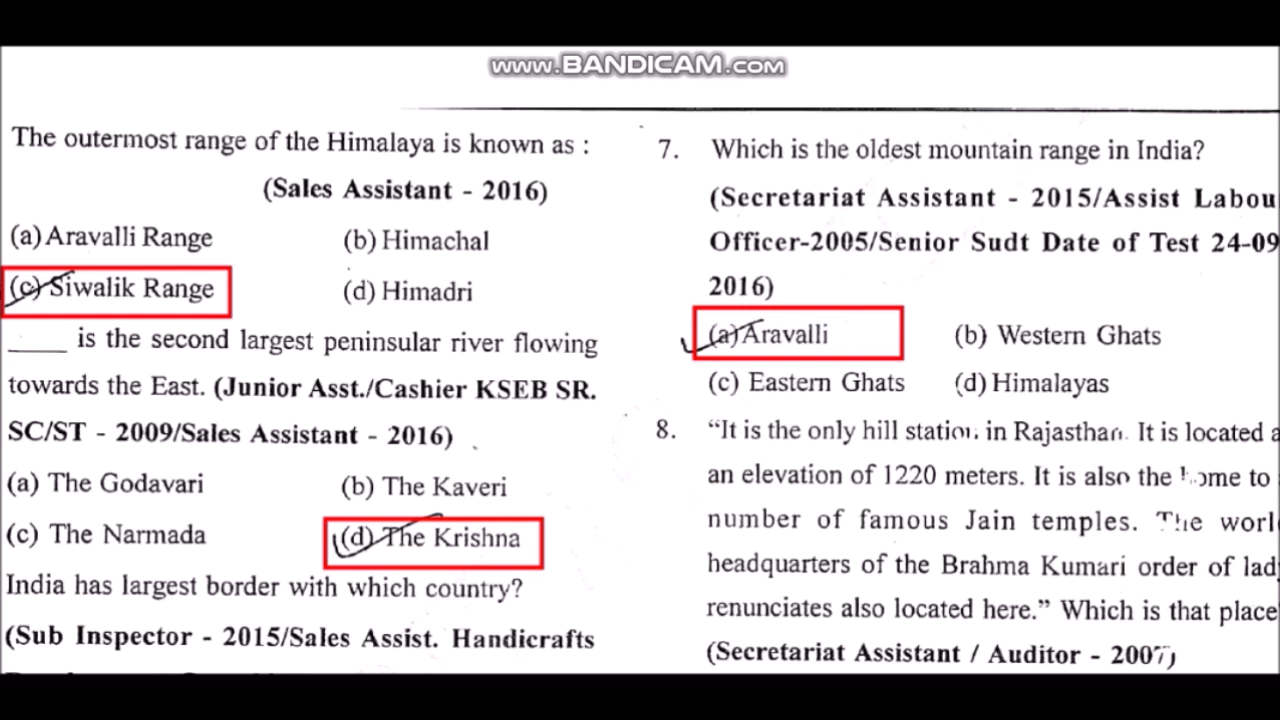 www.BANDICAM.com
The outermost range of the Himalaya is known as :
(Sales Assistant - 2016)
(a) Aravalli Range (b) Himachal
(c) Siwalik Range (d) Himadri
____ is the second largest peninsular river flowing
towards the East. (Junior Asst./Cashier KSEB SR.
SC/ST - 2009/Sales Assistant - 2016)
(a) The Godavari (b) The Kaveri
(c) The Narmada (d) The Krishna
India has largest border with which country?
(Sub Inspector - 2015/Sales Assist. Handicrafts
7. Which is the oldest mountain range in India?
(Secretariat Assistant - 2015/Assist Labou
Officer-2005/Senior Sudt Date of Test 24-09
2016)
(a) Aravalli (b) Western Ghats
(c) Eastern Ghats (d) Himalayas
8. “It is the only hill station in Rajasthan. It is located a
an elevation of 1220 meters. It is also the home to
number of famous Jain temples. The worl
headquarters of the Brahma Kumari order of lad
renunciates also located here.” Which is that place
(Secretariat Assistant / Auditor - 2007)